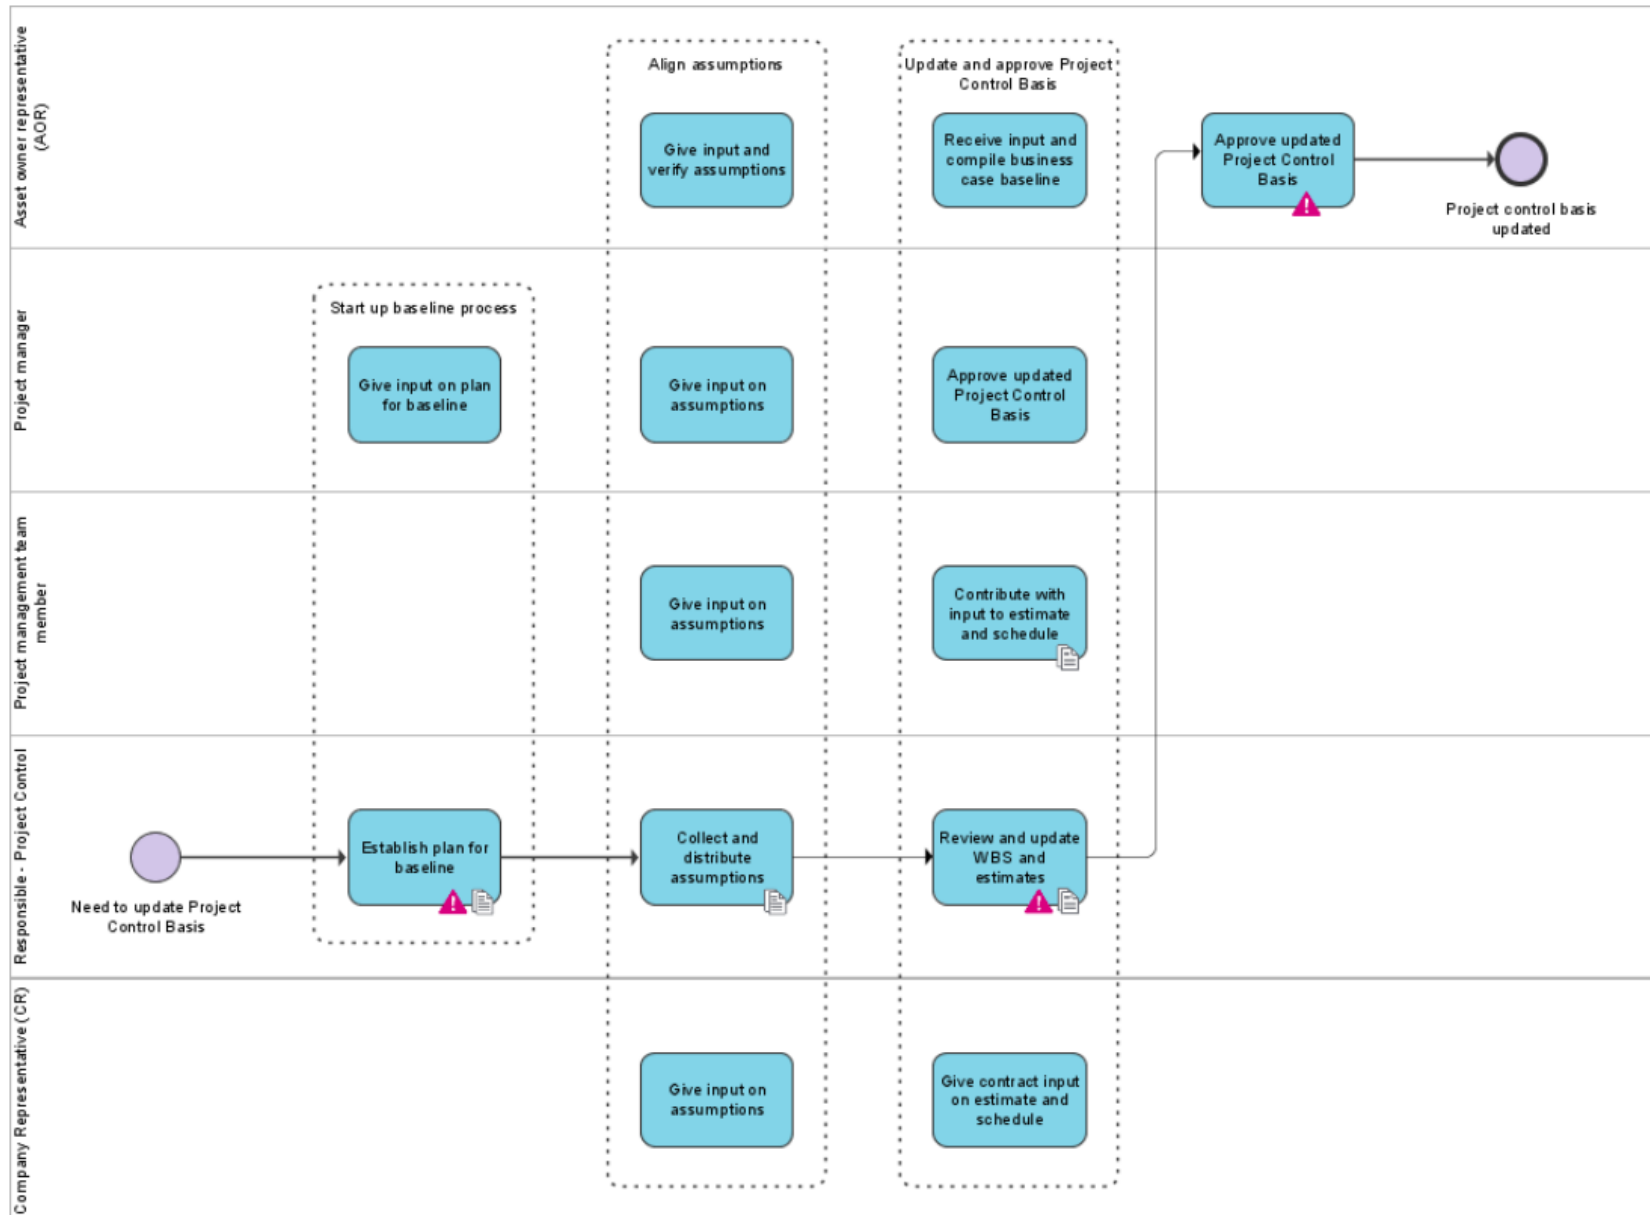 Asset owner representative
(AOR)
Align assumptions
Give input and
verify assumptions
Update and approve Project
Control Basis
Receive input and
compile business
case baseline
Approve updated
Project Control
Basis
Project control basis
updated
Project manager
Start up baseline process
Give input on plan
for baseline
Give input on
assumptions
Approve updated
Project Control
Basis
Project management team
member
Give input on
assumptions
Contribute with
input to estimate
and schedule
Responsible - Project Control
Need to update Project
Control Basis
Establish plan for
baseline
Collect and
distribute
assumptions
Review and update
WBS and
estimates
Company Representative (CR)
Give input on
assumptions
Give contract input
on estimate and
schedule